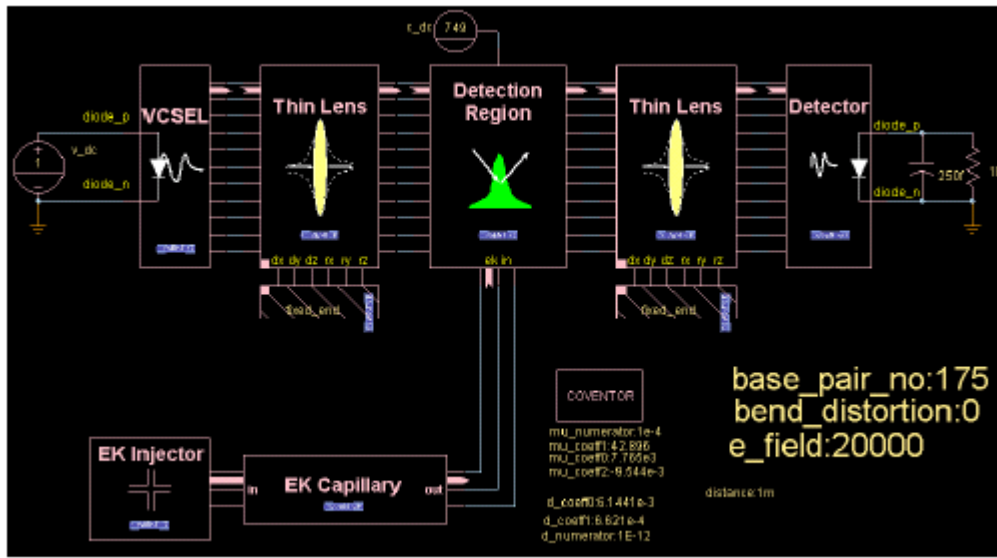 749
VCSEL
Thin Lens
Detection
Region
Thin Lens
Detector
diode_p
v_dc
diode_n
diode_p
diode_n
250f
dx dy dz rx ry rz
ek in
dx dy dz rx ry rz
fixed_end
fixed_end
COVENTOR
base_pair_no:175
bend_distortion:0
e_field:20000
mu_numerator:1e-4
mu_coeff1:42.896
mu_coeff0:7.765e3
mu_coeff2:-9.544e-3
distance:1m
d_coeff0:6.1441e-3
d_coeff1:6.621e-4
d_numerator:1E-12
EK Injector
in
EK Capillary
out